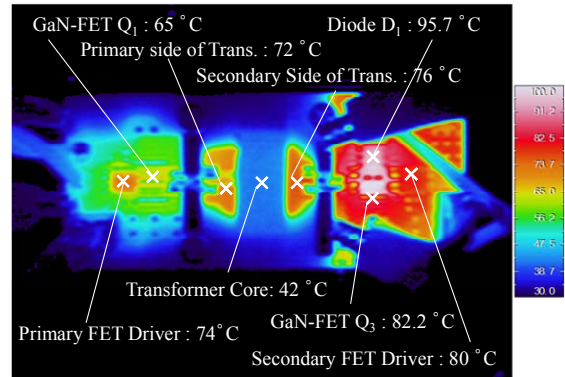 GaN-FET Q1 : 65 ˚C
Diode D1 : 95.7 ˚C
Primary side of Trans. : 72 ˚C
Secondary Side of Trans. : 76 ˚C
100.0
91.2
82.5
73.7
65.0
56.2
47.5
38.7
30.0
Transformer Core: 42 ˚C
GaN-FET Q3 : 82.2 ˚C
Primary FET Driver : 74˚C
Secondary FET Driver : 80 ˚C